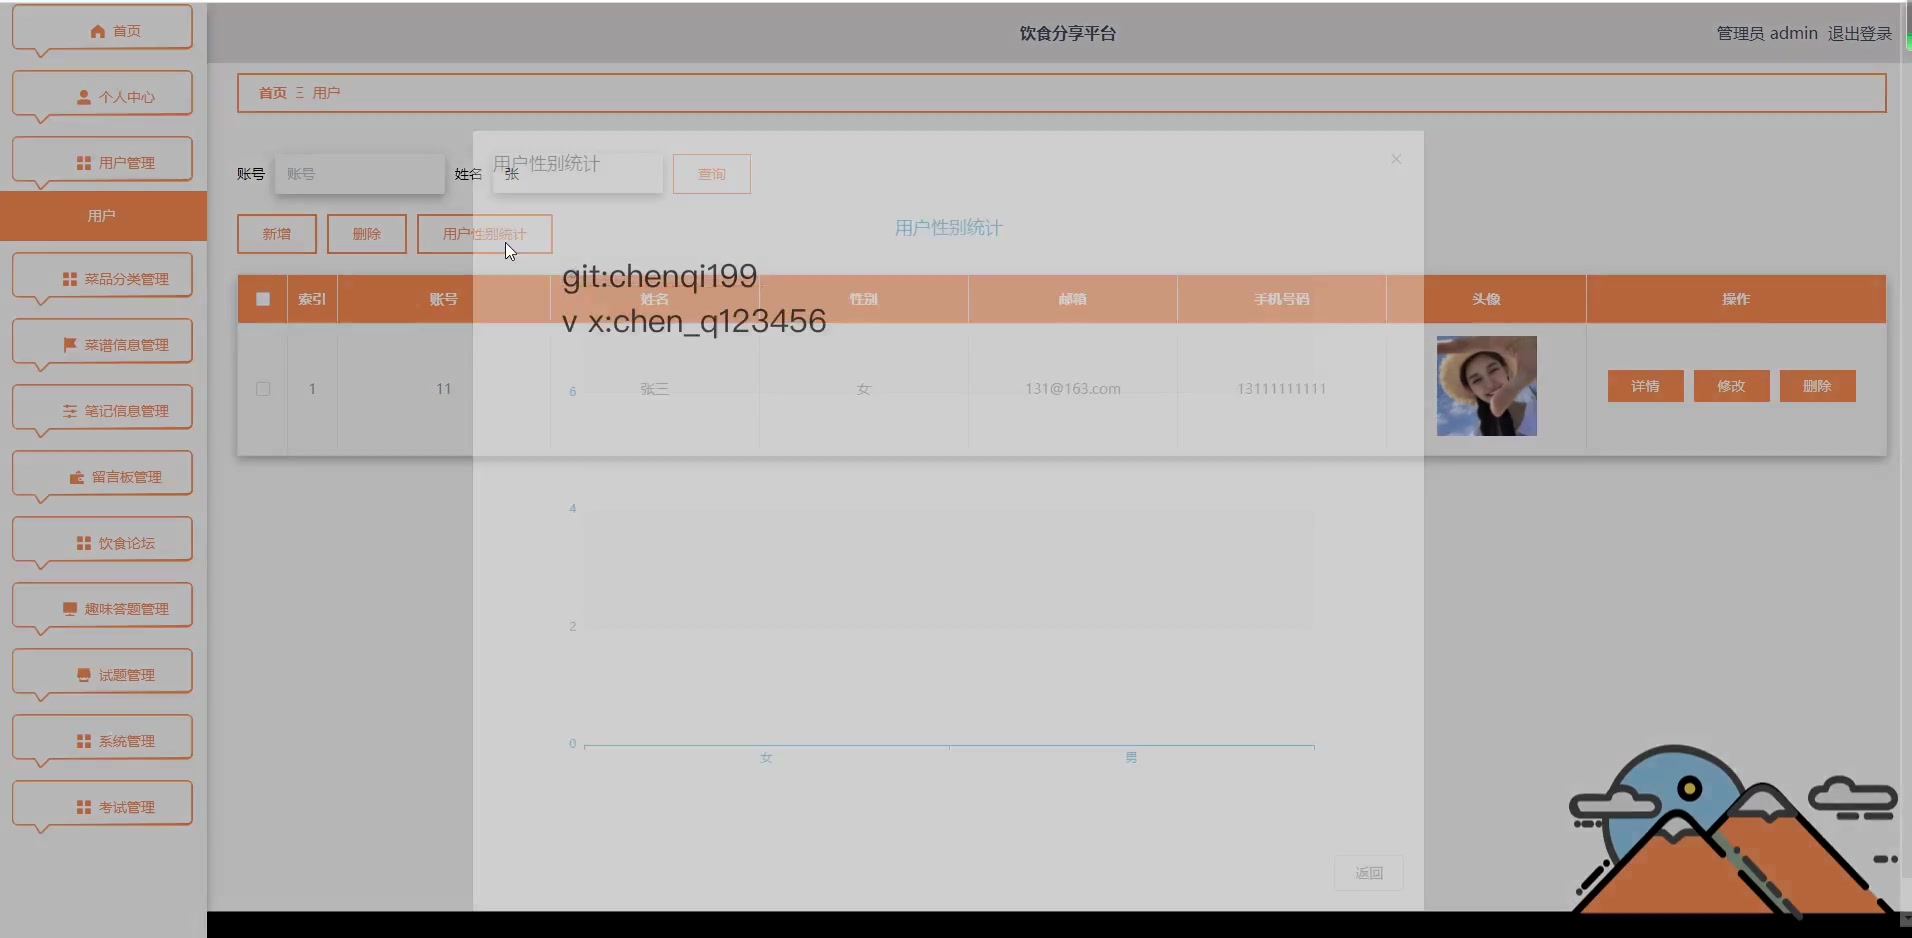 首页
个人中心
用户管理
用户
菜品分类管理
菜谱信息管理
笔记信息管理
留言板管理
饮食论坛
趣味答题管理
试题管理
系统管理
考试管理
饮食分享平台
管理员 admin 退出登录
首页 用户
账号 账号 姓名 张 查询
用户性别统计
新增 删除 用户性别统计
用户性别统计
git:chenqi199
v x:chen_q123456
索引 账号 姓名 性别 邮箱 手机号码 头像 操作
1 11 张三 女 131@163.com 13111111111 详情 修改 删除
6
4
2
0
女 男
返回